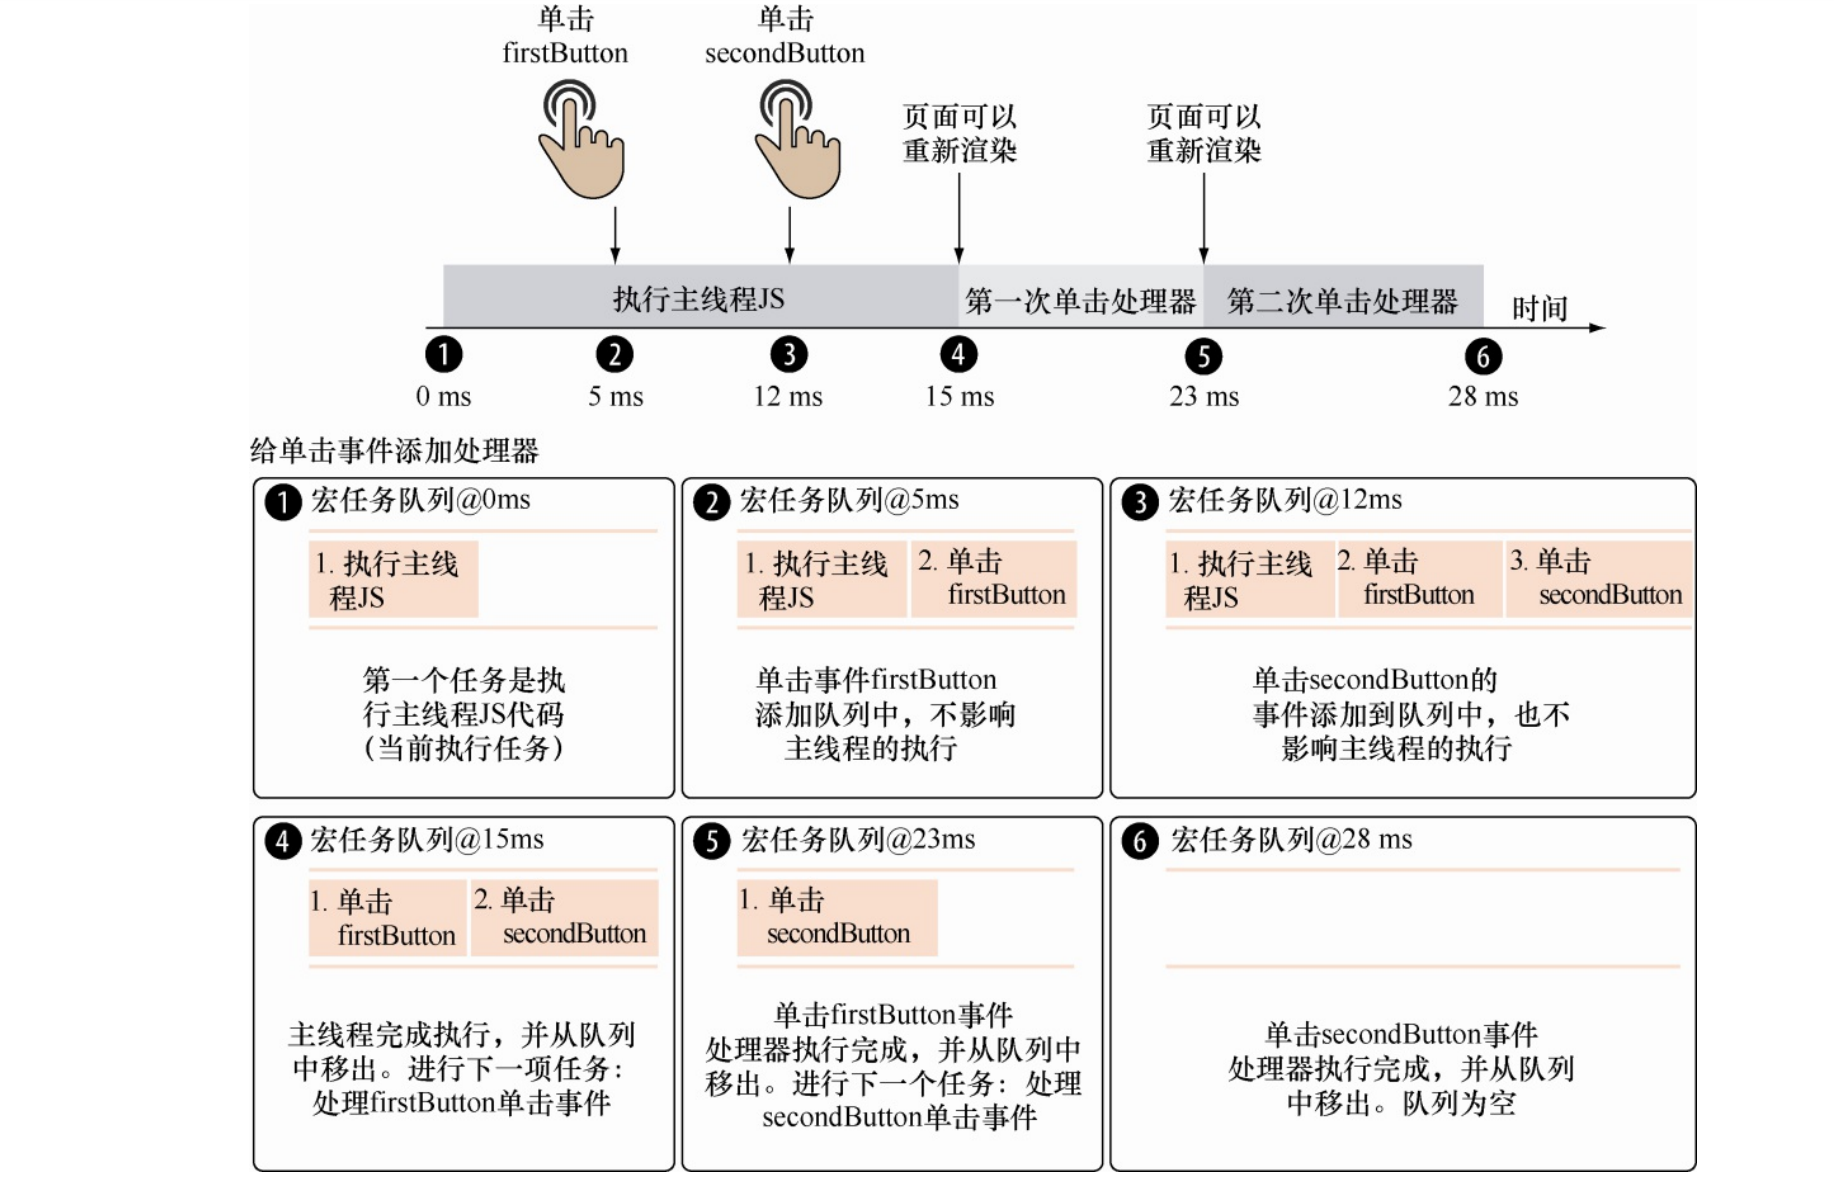 单击
firstButton
单击
secondButton
页面可以
重新渲染
页面可以
重新渲染
执行主线程JS
第一次单击处理器
第二次单击处理器
时间
1
2
3
4
5
6
0 ms
5 ms
12 ms
15 ms
23 ms
28 ms
给单击事件添加处理器
1 宏任务队列@0ms
1. 执行主线
程JS
第一个任务是执
行主线程JS代码
(当前执行任务)
2 宏任务队列@5ms
1. 执行主线
程JS
2. 单击
firstButton
单击事件firstButton
添加队列中，不影响
主线程的执行
3 宏任务队列@12ms
1. 执行主线
程JS
2. 单击
firstButton
3. 单击
secondButton
单击secondButton的
事件添加到队列中，也不
影响主线程的执行
4 宏任务队列@15ms
1. 单击
firstButton
2. 单击
secondButton
主线程完成执行，并从队列
中移出。进行下一项任务：
处理firstButton单击事件
5 宏任务队列@23ms
1. 单击
secondButton
单击firstButton事件
处理器执行完成，并从队列中
移出。进行下一个任务：处理
secondButton单击事件
6 宏任务队列@28 ms
单击secondButton事件
处理器执行完成，并从队列
中移出。队列为空